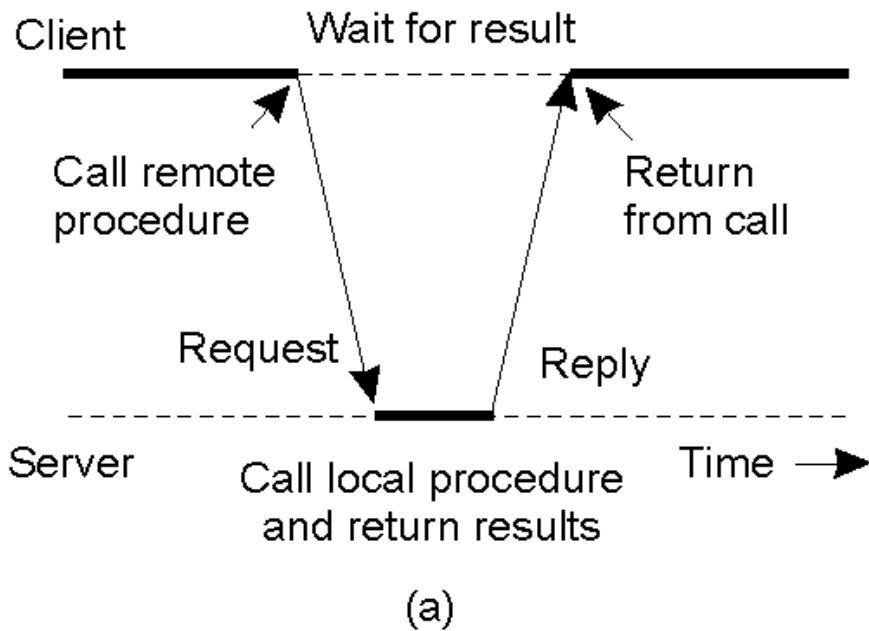 Client
Wait for result
Call remote
procedure
Return
from call
Request
Reply
Server
Call local procedure
and return results
Time
(a)